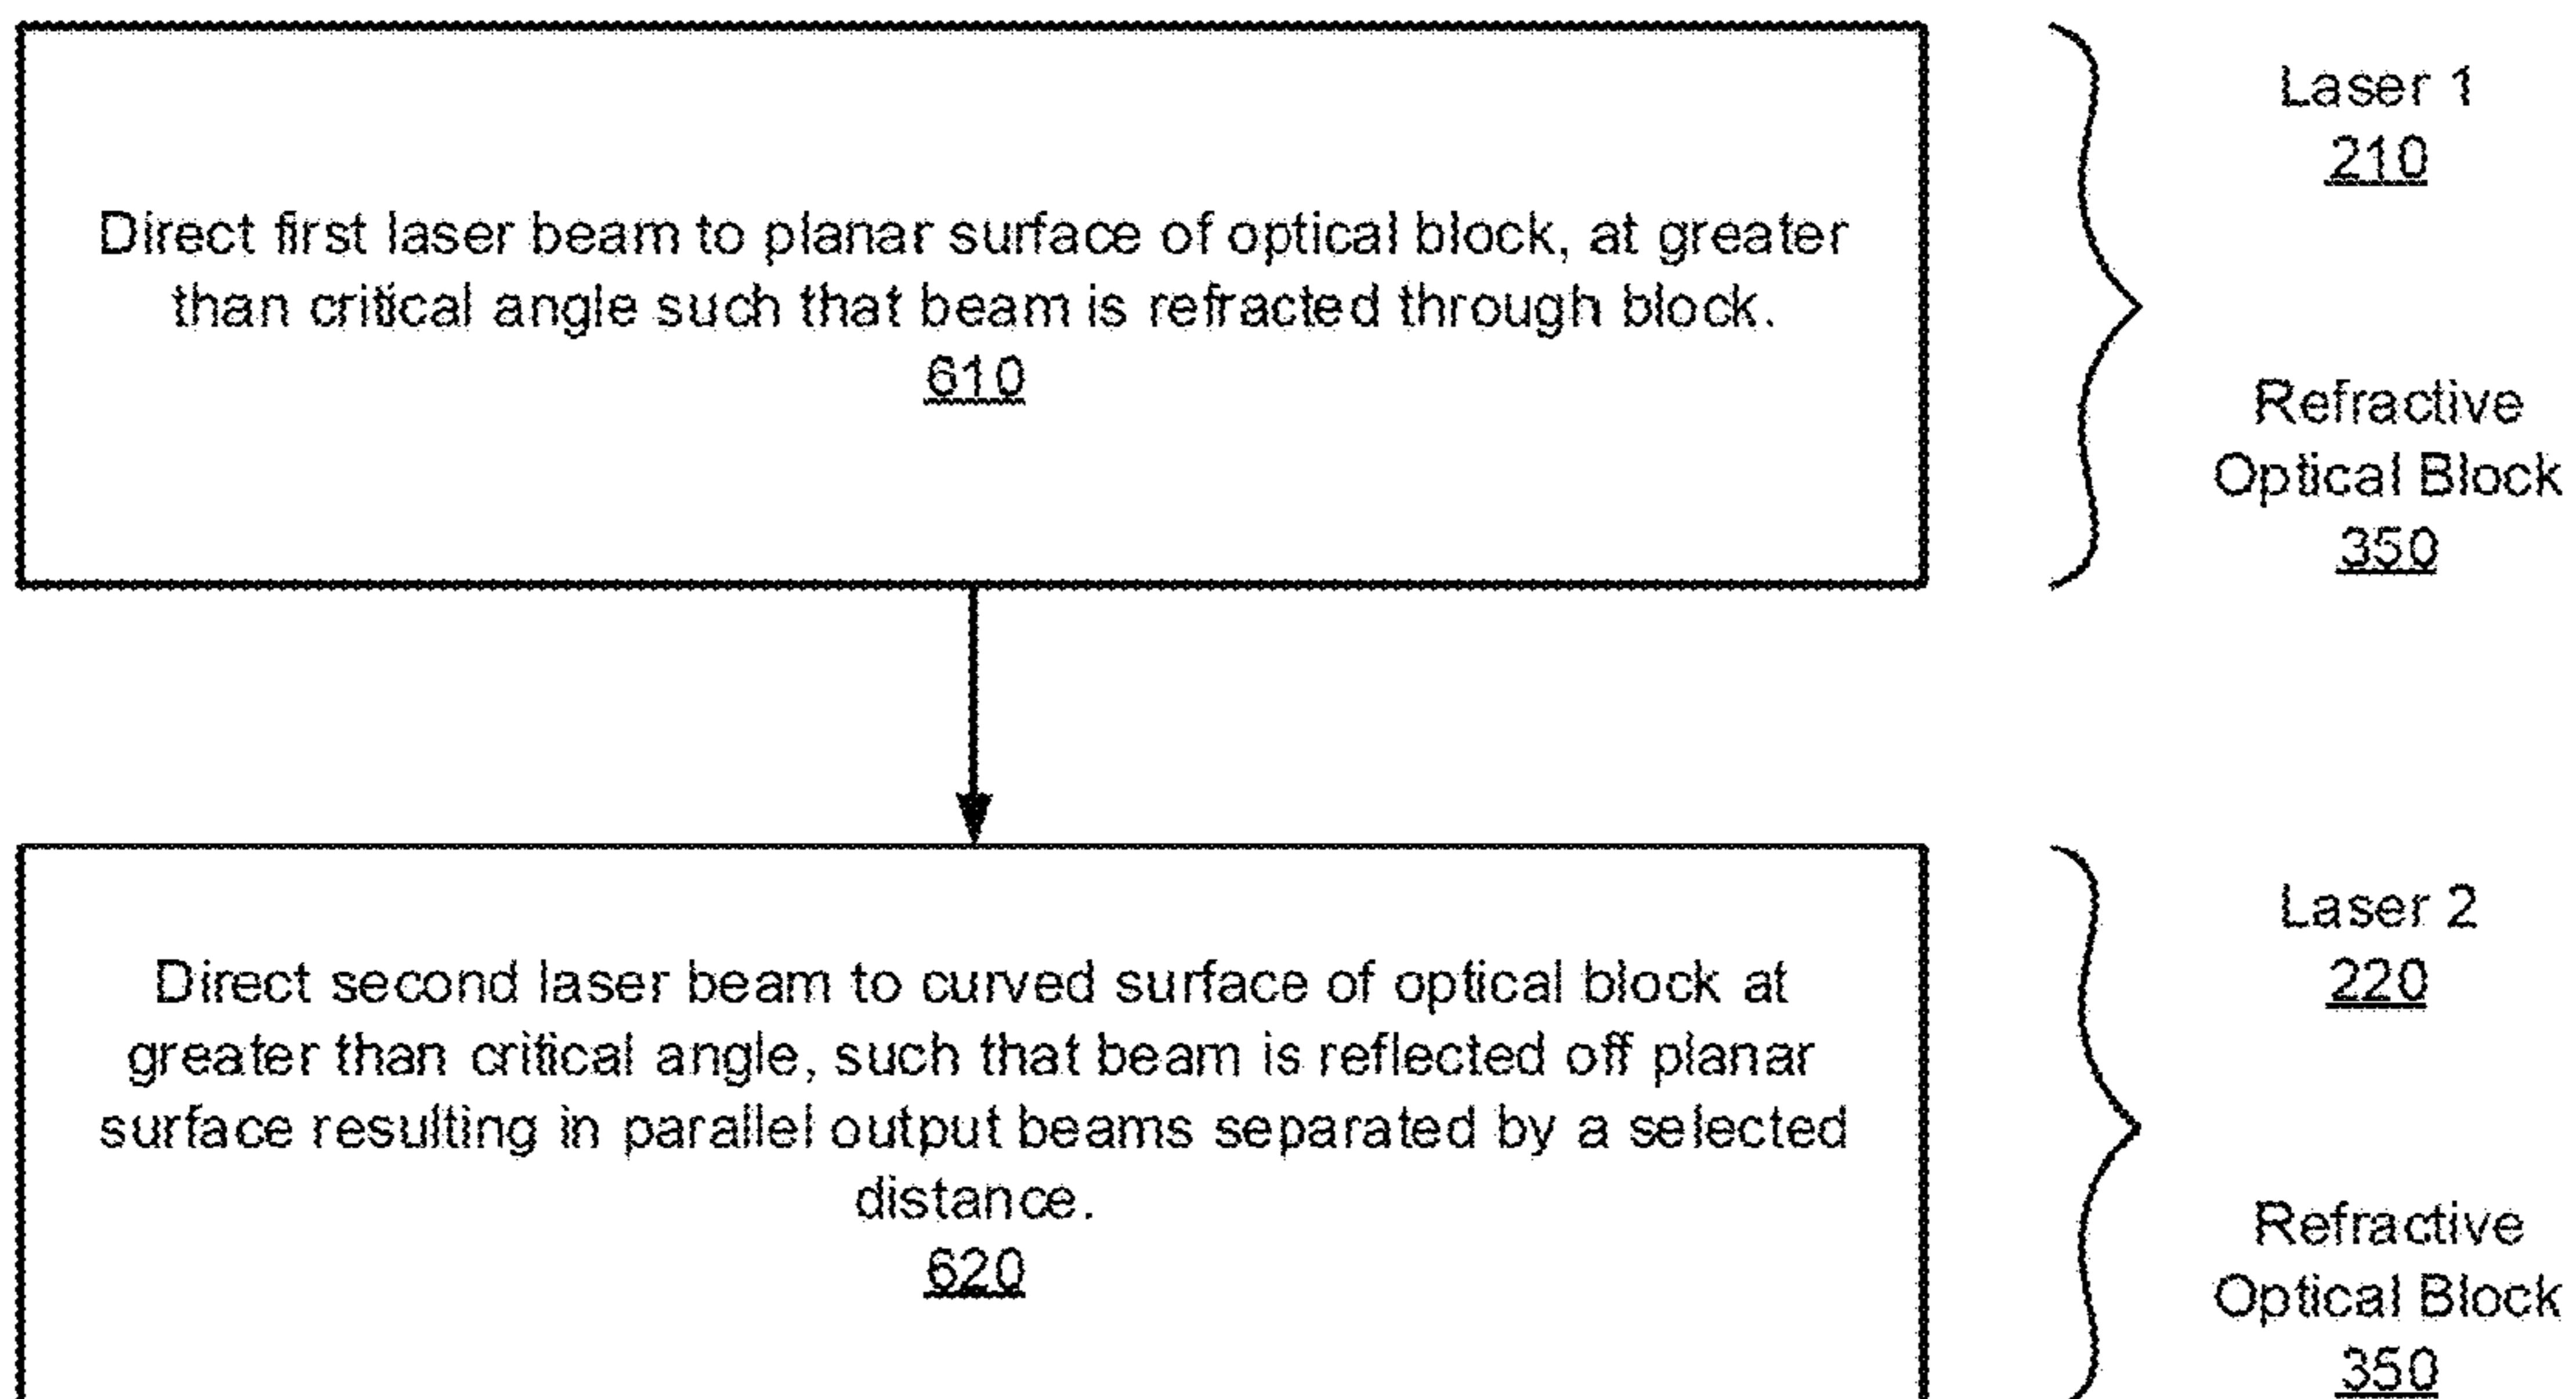 Direct first laser beam to planar surface of optical block, at greater
than critical angle such that beam is refracted through block.
610
Laser 1
210
Refractive
Optical Block
350
Direct second laser beam to curved surface of optical block at
greater than critical angle, such that beam is reflected off planar
surface resulting in parallel output beams separated by a selected
distance.
620
Laser 2
220
Refractive
Optical Block
350